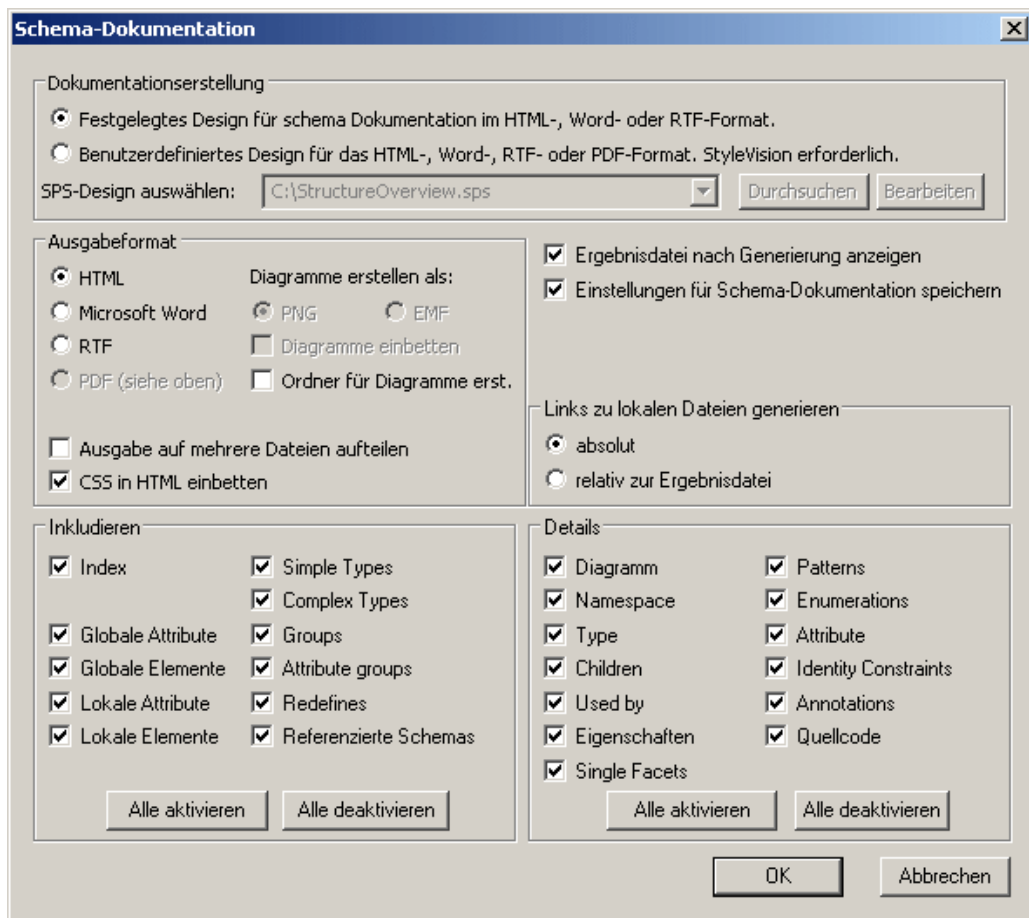 Schema-Dokumentation
Dokumentationserstellung
Festgelegtes Design für schema Dokumentation im HTML-, Word- oder RTF-Format.
Benutzerdefiniertes Design für das HTML-, Word-, RTF- oder PDF-Format. StyleVision erforderlich.
SPS-Design auswählen: C:\StructureOverview.sps Durchsuchen Bearbeiten
Ausgabeformat
HTML Diagramme erstellen als:
Microsoft Word PNG EMF
RTF Diagramme einbetten
PDF (siehe oben) Ordner für Diagramme erst.
Ausgabe auf mehrere Dateien aufteilen
CSS in HTML einbetten
Ergebnisdatei nach Generierung anzeigen
Einstellungen für Schema-Dokumentation speichern
Links zu lokalen Dateien generieren
absolut
relativ zur Ergebnisdatei
Inkludieren
Index Simple Types
Complex Types
Globale Attribute Groups
Globale Elemente Attribute groups
Lokale Attribute Redefines
Lokale Elemente Referenzierte Schemas
Alle aktivieren Alle deaktivieren
Details
Diagramm Patterns
Namespace Enumerations
Type Attribute
Children Identity Constraints
Used by Annotations
Eigenschaften Quellcode
Single Facets
Alle aktivieren Alle deaktivieren
OK Abbrechen